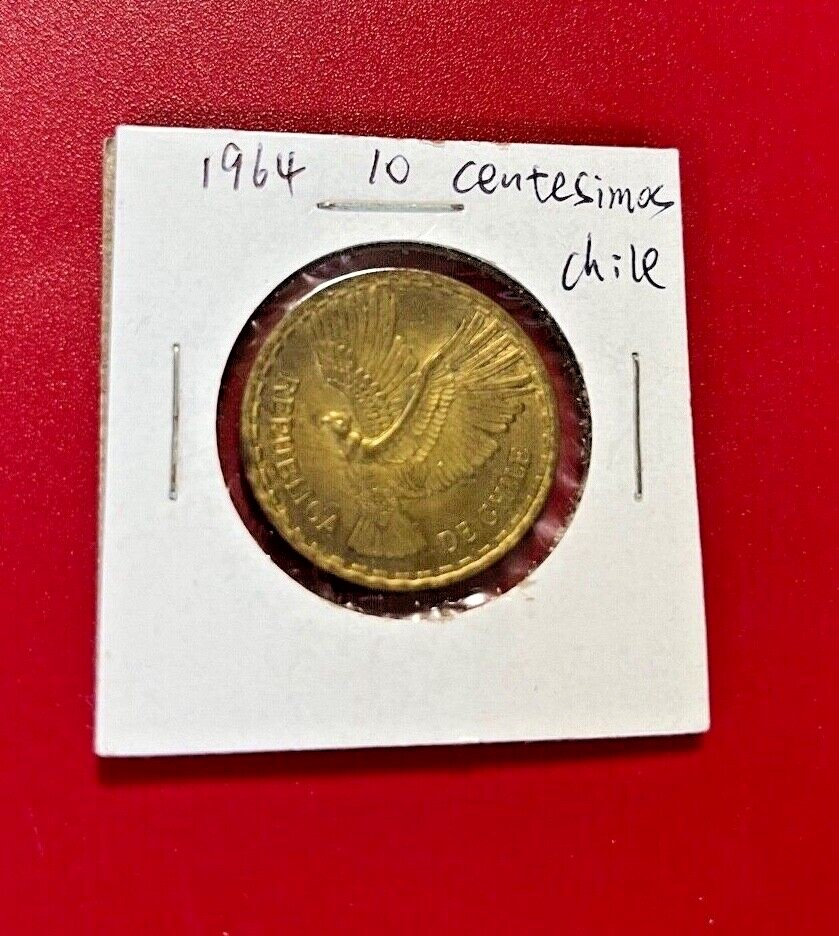 1964 10 centesimos
chile
REPUBLICA DE CHILE